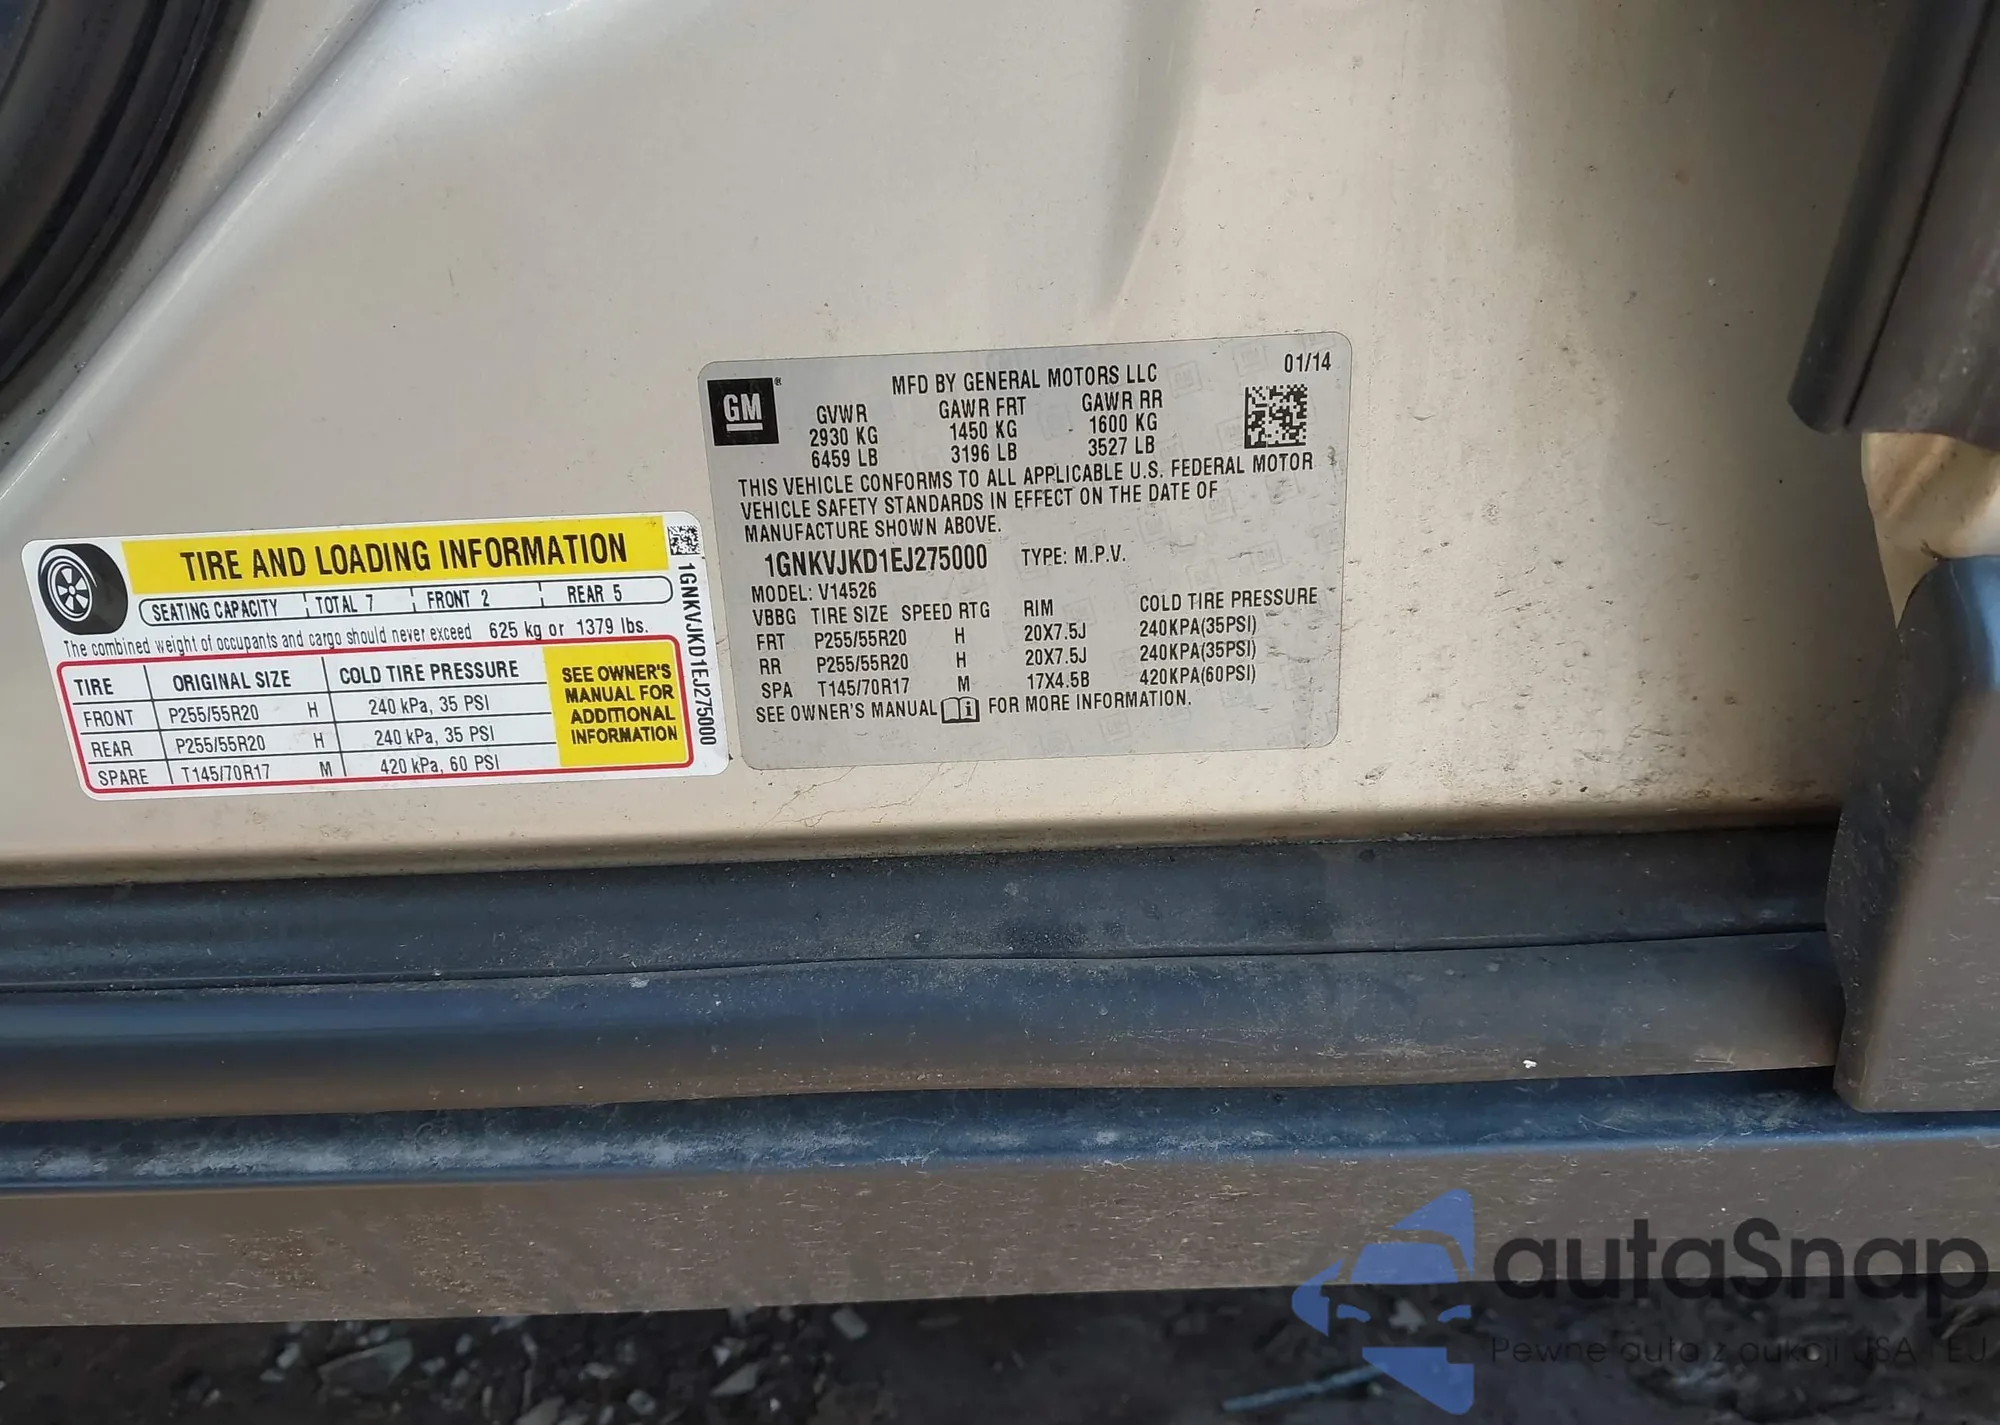 TIRE AND LOADING INFORMATION
SEATING CAPACITY TOTAL 7 FRONT 2 REAR 5
The combined weight of occupants and cargo should never exceed 625 kg or 1379 lbs.
TIRE ORIGINAL SIZE COLD TIRE PRESSURE
FRONT P255/55R20 H 240 kPa, 35 PSI
REAR P255/55R20 H 240 kPa, 35 PSI
SPARE T145/70R17 M 420 kPa, 60 PSI
SEE OWNER'S
MANUAL FOR
ADDITIONAL
INFORMATION
1GNKVJKD1EJ275000
GM®
MFD BY GENERAL MOTORS LLC 01/14
GVWR GAWR FRT GAWR RR
2930 KG 1450 KG 1600 KG
6459 LB 3196 LB 3527 LB
THIS VEHICLE CONFORMS TO ALL APPLICABLE U.S. FEDERAL MOTOR
VEHICLE SAFETY STANDARDS IN EFFECT ON THE DATE OF
MANUFACTURE SHOWN ABOVE.
1GNKVJKD1EJ275000 TYPE: M.P.V.
MODEL: V14526
VBBG TIRE SIZE SPEED RTG RIM COLD TIRE PRESSURE
FRT P255/55R20 H 20X7.5J 240KPA(35PSI)
RR P255/55R20 H 20X7.5J 240KPA(35PSI)
SPA T145/70R17 M 17X4.5B 420KPA(60PSI)
SEE OWNER'S MANUAL FOR MORE INFORMATION.
autaSnap
Pewne auta z aukcji USA i EU